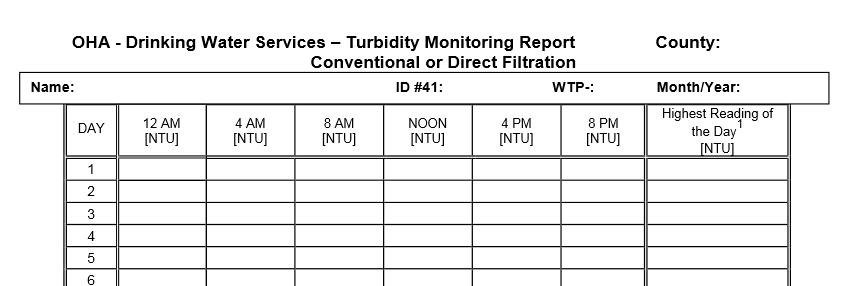 OHA - Drinking Water Services – Turbidity Monitoring Report County:
Conventional or Direct Filtration
Name: ID #41: WTP-: Month/Year:
DAY 12 AM [NTU] 4 AM [NTU] 8 AM [NTU] NOON [NTU] 4 PM [NTU] 8 PM [NTU] Highest Reading of the Day¹ [NTU]
1
2
3
4
5
6